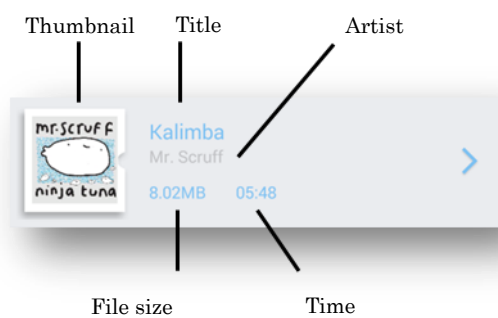 Thumbnail Title Artist
mr.scruff
ninja tuna
Kalimba
Mr. Scruff
8.02MB 05:48
File size Time